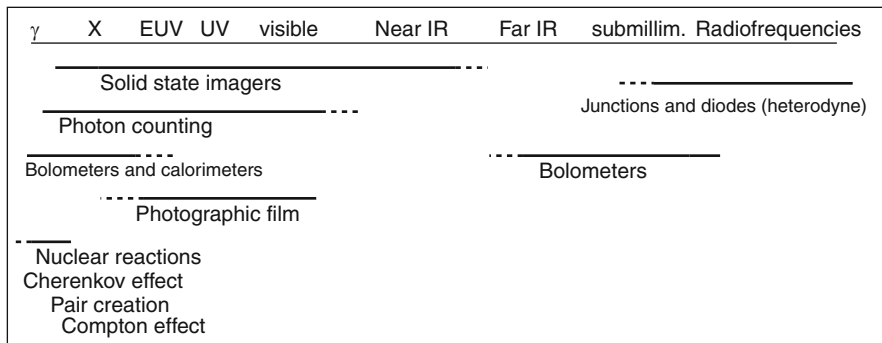 γ X EUV UV visible Near IR Far IR submillim. Radiofrequencies
Solid state imagers
Junctions and diodes (heterodyne)
Photon counting
Bolometers and calorimeters
Bolometers
Photographic film
Nuclear reactions
Cherenkov effect
Pair creation
Compton effect